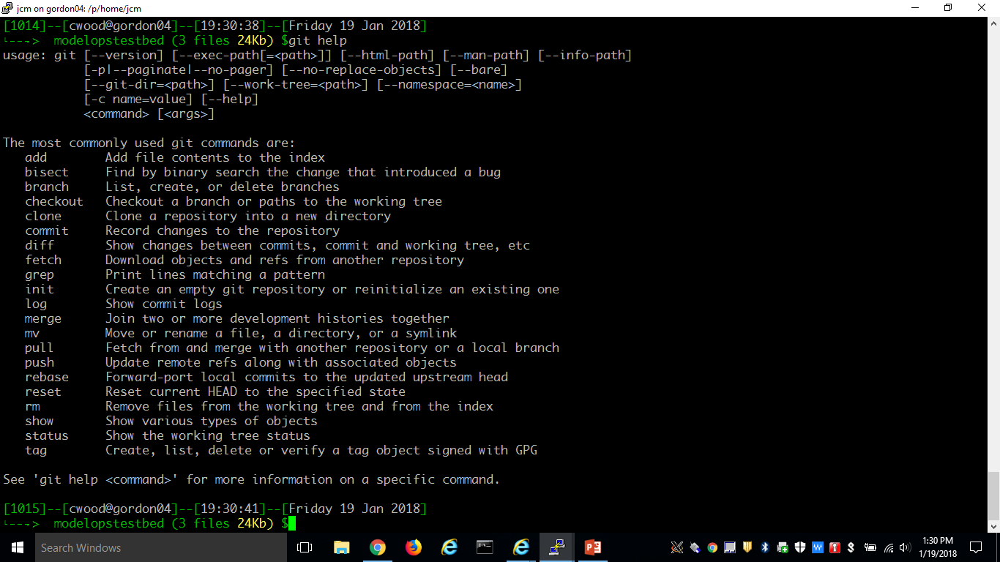 jcm on gordon04: /p/home/jcm
[1014]--[cwood@gordon04]--[19:30:38]--[Friday 19 Jan 2018]
└---> modelopstestbed (3 files 24Kb) $git help
usage: git [--version] [--exec-path[=<path>]] [--html-path] [--man-path] [--info-path]
           [-p|--paginate|--no-pager] [--no-replace-objects] [--bare]
           [--git-dir=<path>] [--work-tree=<path>] [--namespace=<name>]
           [-c name=value] [--help]
           <command> [<args>]

The most commonly used git commands are:
   add        Add file contents to the index
   bisect     Find by binary search the change that introduced a bug
   branch     List, create, or delete branches
   checkout   Checkout a branch or paths to the working tree
   clone      Clone a repository into a new directory
   commit     Record changes to the repository
   diff       Show changes between commits, commit and working tree, etc
   fetch      Download objects and refs from another repository
   grep       Print lines matching a pattern
   init       Create an empty git repository or reinitialize an existing one
   log        Show commit logs
   merge      Join two or more development histories together
   mv         Move or rename a file, a directory, or a symlink
   pull       Fetch from and merge with another repository or a local branch
   push       Update remote refs along with associated objects
   rebase     Forward-port local commits to the updated upstream head
   reset      Reset current HEAD to the specified state
   rm         Remove files from the working tree and from the index
   show       Show various types of objects
   status     Show the working tree status
   tag        Create, list, delete or verify a tag object signed with GPG

See 'git help <command>' for more information on a specific command.

[1015]--[cwood@gordon04]--[19:30:41]--[Friday 19 Jan 2018]
└---> modelopstestbed (3 files 24Kb) $
Search Windows
1:30 PM
1/19/2018